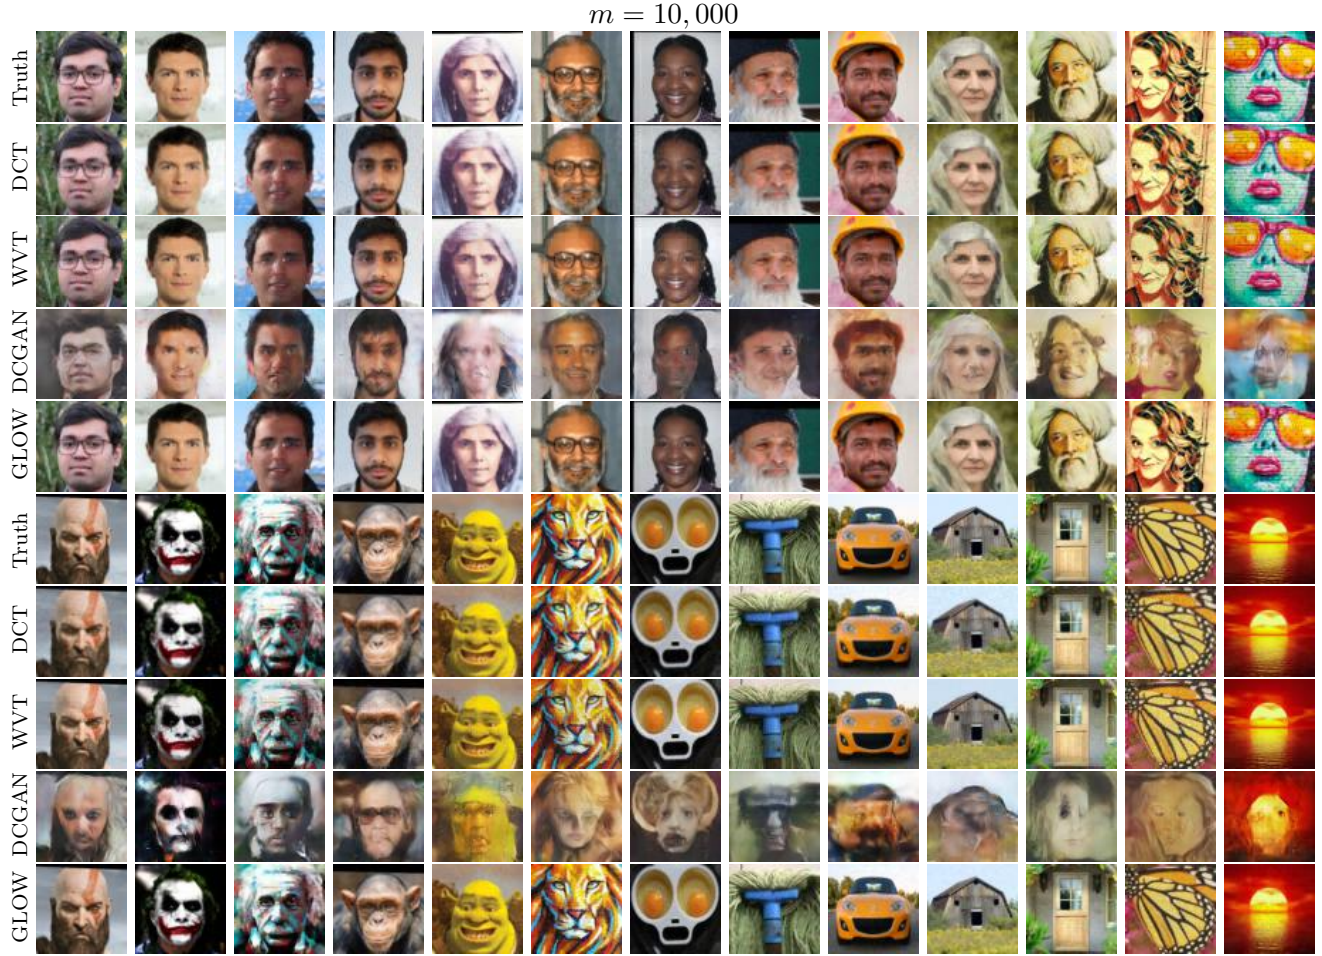 m = 10,000
Truth
DCT
WVT
DCGAN
GLOW
Truth
DCT
WVT
DCGAN
GLOW